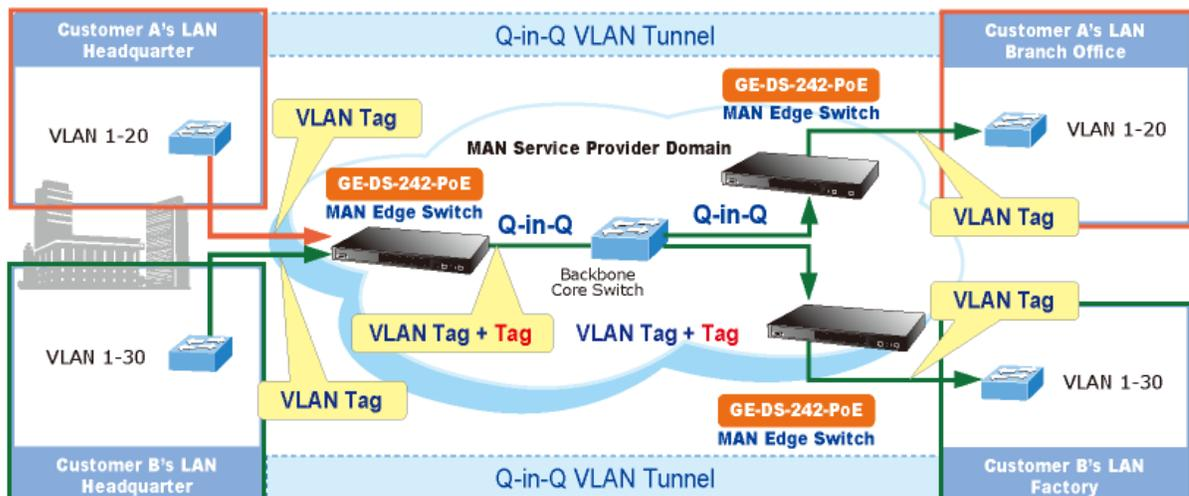 Customer A's LAN
Headquarter
Q-in-Q VLAN Tunnel
Customer A's LAN
Branch Office
VLAN 1-20
VLAN Tag
GE-DS-242-PoE
MAN Edge Switch
VLAN 1-20
MAN Service Provider Domain
GE-DS-242-PoE
MAN Edge Switch
Q-in-Q
Q-in-Q
VLAN Tag
Backbone
Core Switch
VLAN Tag
VLAN Tag + Tag
VLAN Tag + Tag
VLAN 1-30
VLAN 1-30
VLAN Tag
GE-DS-242-PoE
MAN Edge Switch
Customer B's LAN
Headquarter
Q-in-Q VLAN Tunnel
Customer B's LAN
Factory